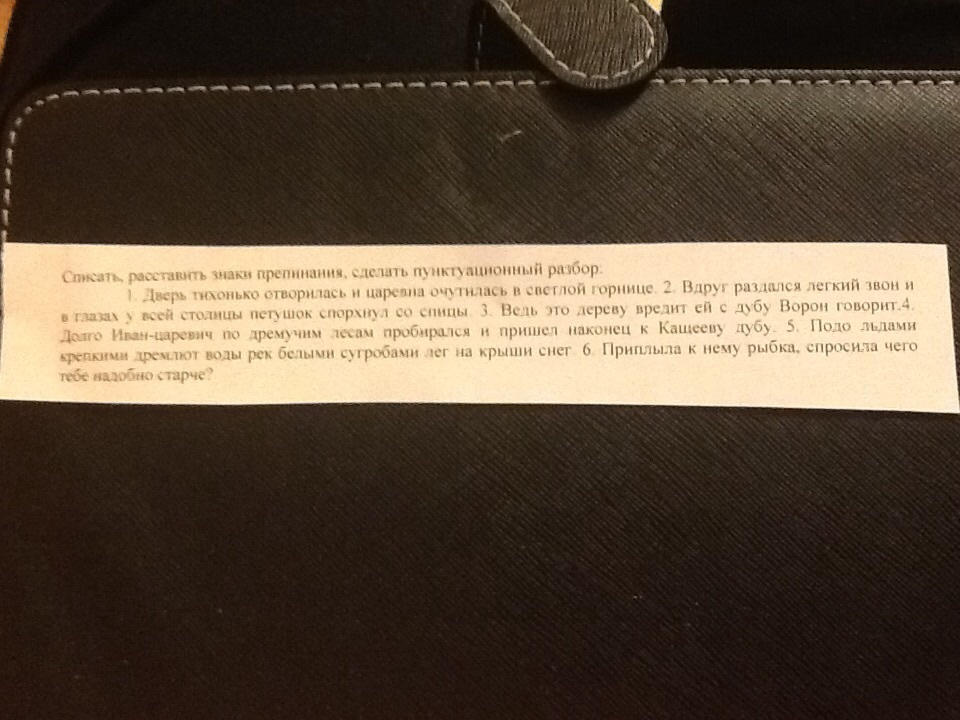 Списать, расставить знаки препинания, сделать пунктуационный разбор:
1. Дверь тихонько отворилась и царевна очутилась в светлой горнице. 2. Вдруг раздался легкий звон и
в глазах у всей столицы петушок спорхнул со спицы. 3. Ведь это дереву вредит ей с дубу Ворон говорит.4.
Долго Иван-царевич по дремучим лесам пробирался и пришел наконец к Кащееву дубу. 5. Подо льдами
крепкими дремлют воды рек белыми сугробами лег на крыши снег. 6. Приплыла к нему рыбка, спросила чего
тебе надобно старче?